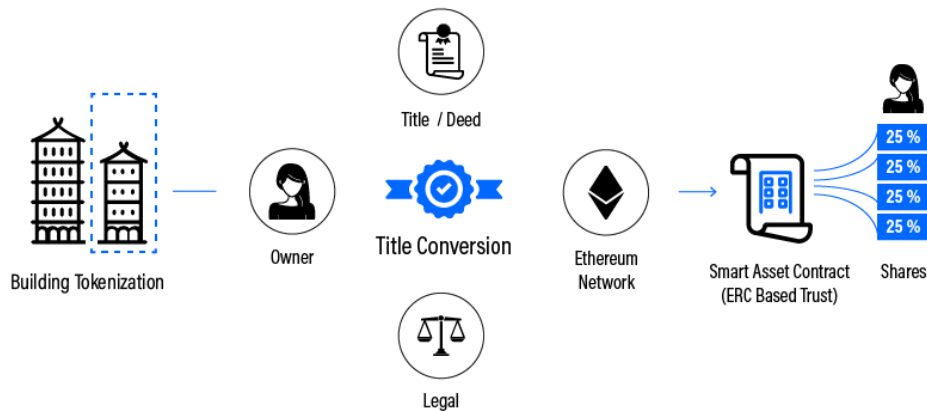 Title / Deed
Building Tokenization
Owner
Title Conversion
Ethereum
Network
Smart Asset Contract
(ERC Based Trust)
25 %
25 %
25 %
25 %
Shares
Legal